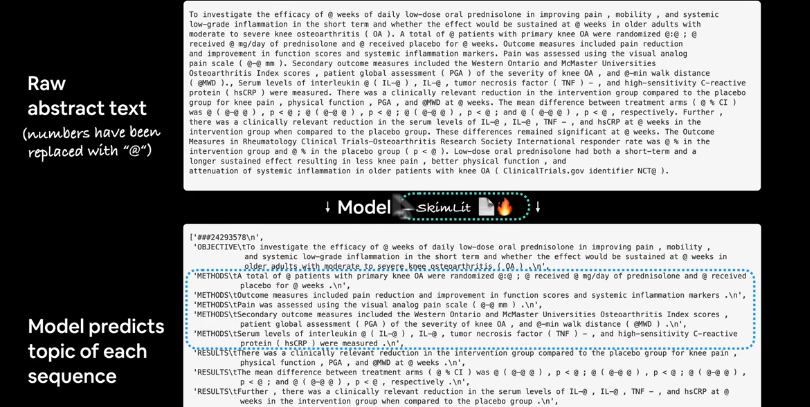 To investigate the efficacy of @ weeks of daily low-dose oral prednisolone in improving pain , mobility , and systemic
low-grade inflammation in the short term and whether the effect would be sustained at @ weeks in older adults with
moderate to severe knee osteoarthritis ( OA ). A total of @ patients with primary knee OA were randomized @:@ ; @
received @ mg/day of prednisolone and @ received placebo for @ weeks. Outcome measures included pain reduction
and improvement in function scores and systemic inflammation markers. Pain was assessed using the visual analog
pain scale ( @-@ mm ). Secondary outcome measures included the Western Ontario and McMaster Universities
Osteoarthritis Index scores , patient global assessment ( PGA ) of the severity of knee OA , and @-min walk distance
( @MWD )., Serum levels of interleukin @ ( IL-@ ) , IL-@ , tumor necrosis factor ( TNF ) - , and high-sensitivity C-reactive
protein ( hsCRP ) were measured. There was a clinically relevant reduction in the intervention group compared to the placebo
group for knee pain , physical function , PGA , and @MWD at @ weeks. The mean difference between treatment arms ( @ % CI )
was @ ( @-@ @ ) , p < @ ; @ ( @-@ @ ) , p < @ ; @ ( @-@ @ ) , p < @ ; and @ ( @-@ @ ) , p < @ , respectively. Further ,
there was a clinically relevant reduction in the serum levels of IL-@ , IL-@ , TNF - , and hsCRP at @ weeks in the
intervention group when compared to the placebo group. These differences remained significant at @ weeks. The Outcome
Measures in Rheumatology Clinical Trials-Osteoarthritis Research Society International responder rate was @ % in the
intervention group and @ % in the placebo group ( p < @ ). Low-dose oral prednisolone had both a short-term and a
longer sustained effect resulting in less knee pain , better physical function , and
attenuation of systemic inflammation in older patients with knee OA ( ClinicalTrials.gov identifier NCT@ ).
Raw
abstract text
(numbers have been
replaced with "@")
↓ Model SkimLit 📄🔥 ↓
['###24293578\n',
'OBJECTIVE\tTo investigate the efficacy of @ weeks of daily low-dose oral prednisolone in improving pain , mobility ,
and systemic low-grade inflammation in the short term and whether the effect would be sustained at @ weeks in
older adults with moderate to severe knee osteoarthritis ( OA ) .\n',
'METHODS\tA total of @ patients with primary knee OA were randomized @:@ ; @ received @ mg/day of prednisolone and @ received
placebo for @ weeks .\n',
'METHODS\tOutcome measures included pain reduction and improvement in function scores and systemic inflammation markers .\n',
'METHODS\tPain was assessed using the visual analog pain scale ( @-@ mm ) .\n',
'METHODS\tSecondary outcome measures included the Western Ontario and McMaster Universities Osteoarthritis Index scores ,
patient global assessment ( PGA ) of the severity of knee OA , and @-min walk distance ( @MWD ) .\n',
'METHODS\tSerum levels of interleukin @ ( IL-@ ) , IL-@ , tumor necrosis factor ( TNF ) - , and high-sensitivity C-reactive
protein ( hsCRP ) were measured .\n',
'RESULTS\tThere was a clinically relevant reduction in the intervention group compared to the placebo group for knee pain ,
physical function , PGA , and @MWD at @ weeks .\n',
'RESULTS\tThe mean difference between treatment arms ( @ % CI ) was @ ( @-@ @ ) , p < @ ; @ ( @-@ @ ) , p < @ ; @ ( @-@ @ ) ,
p < @ ; and @ ( @-@ @ ) , p < @ , respectively .\n',
'RESULTS\tFurther , there was a clinically relevant reduction in the serum levels of IL-@ , IL-@ , TNF - , and hsCRP at @
weeks in the intervention group when compared to the placebo group .\n',
Model predicts
topic of each
sequence